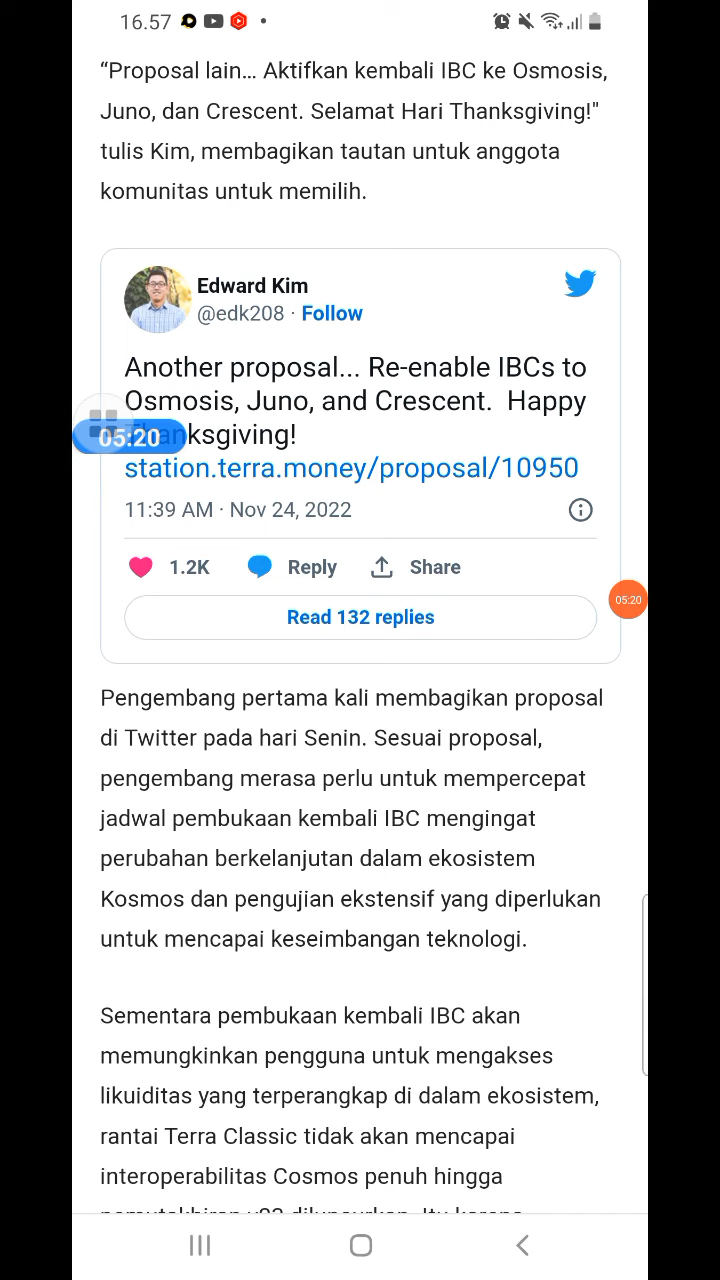 16.57
“Proposal lain... Aktifkan kembali IBC ke Osmosis,
Juno, dan Crescent. Selamat Hari Thanksgiving!"
tulis Kim, membagikan tautan untuk anggota
komunitas untuk memilih.
Edward Kim
@edk208 · Follow
Another proposal... Re-enable IBCs to
Osmosis, Juno, and Crescent. Happy
Thanksgiving!
05:20
station.terra.money/proposal/10950
11:39 AM · Nov 24, 2022
1.2K Reply Share
05:20
Read 132 replies
Pengembang pertama kali membagikan proposal
di Twitter pada hari Senin. Sesuai proposal,
pengembang merasa perlu untuk mempercepat
jadwal pembukaan kembali IBC mengingat
perubahan berkelanjutan dalam ekosistem
Kosmos dan pengujian ekstensif yang diperlukan
untuk mencapai keseimbangan teknologi.
Sementara pembukaan kembali IBC akan
memungkinkan pengguna untuk mengakses
likuiditas yang terperangkap di dalam ekosistem,
rantai Terra Classic tidak akan mencapai
interoperabilitas Cosmos penuh hingga